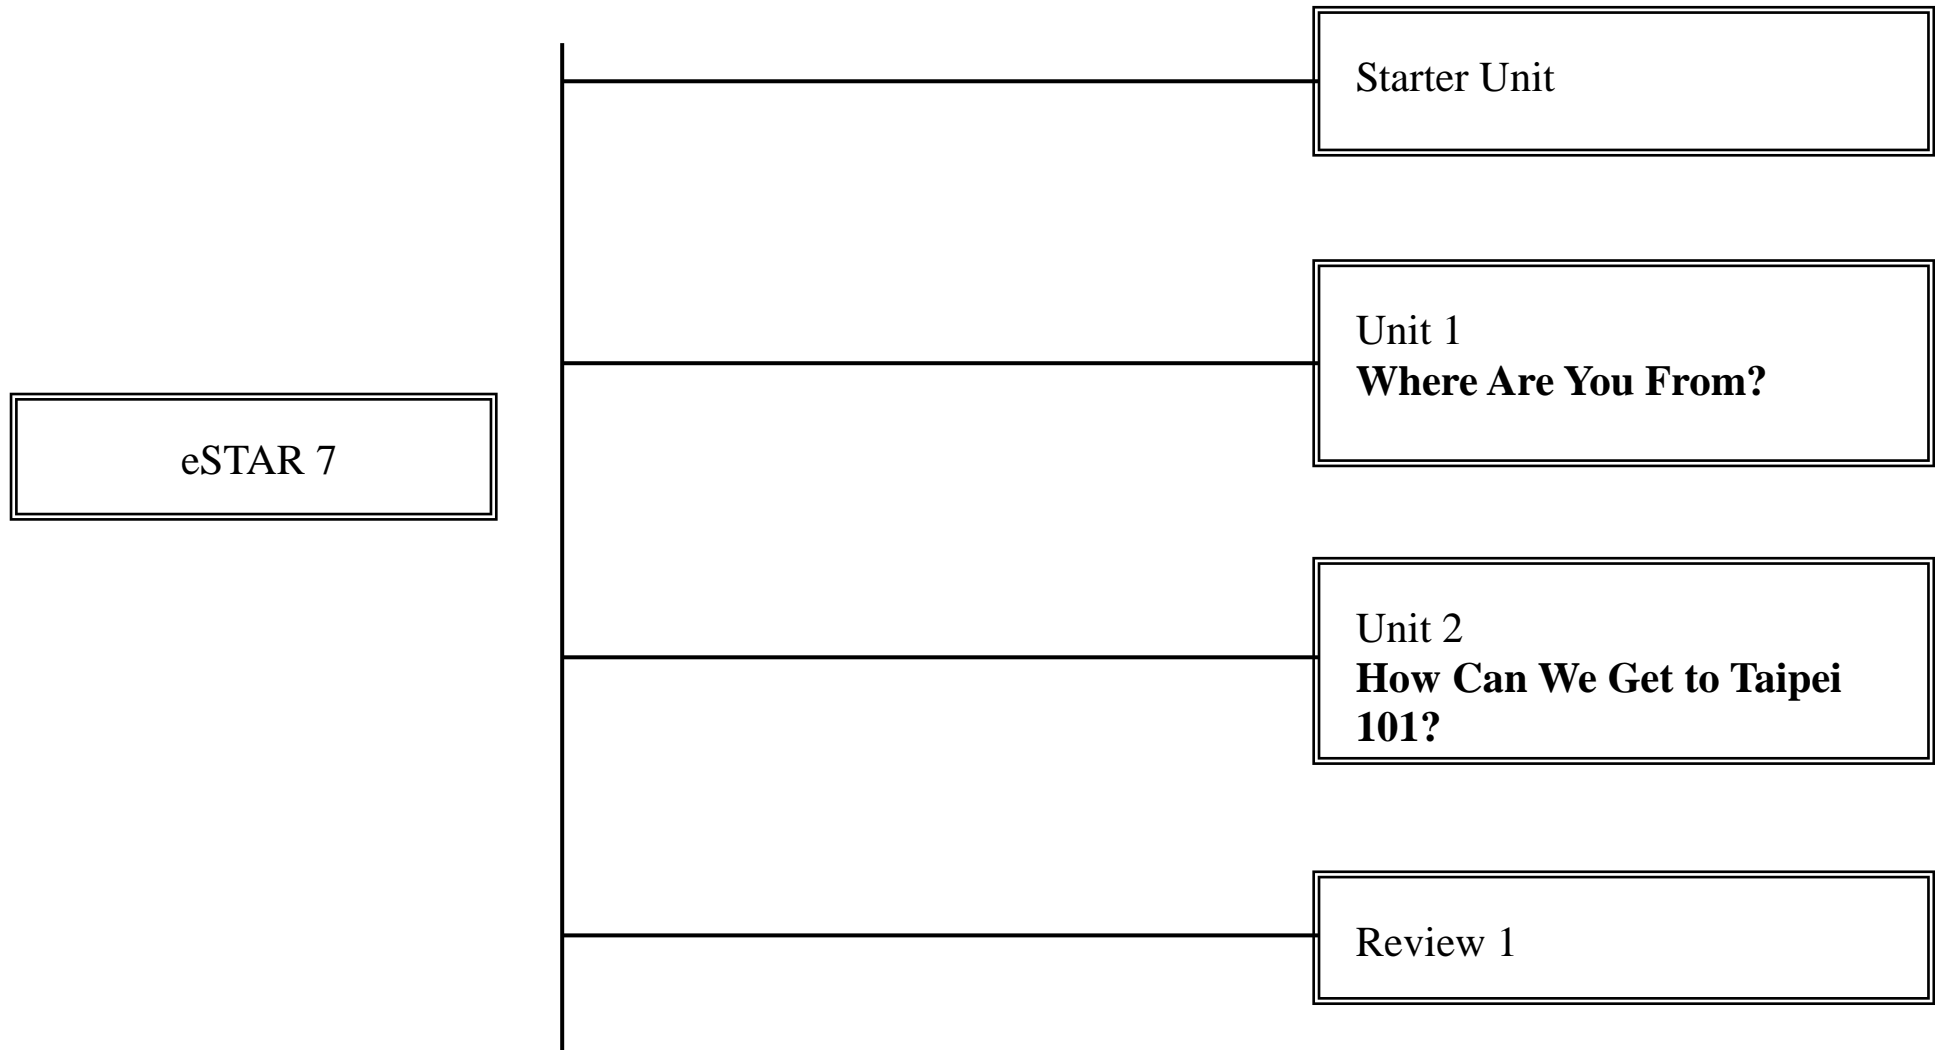 Starter Unit
Unit 1
Where Are You From?
eSTAR 7
Unit 2
How Can We Get to Taipei
101?
Review 1